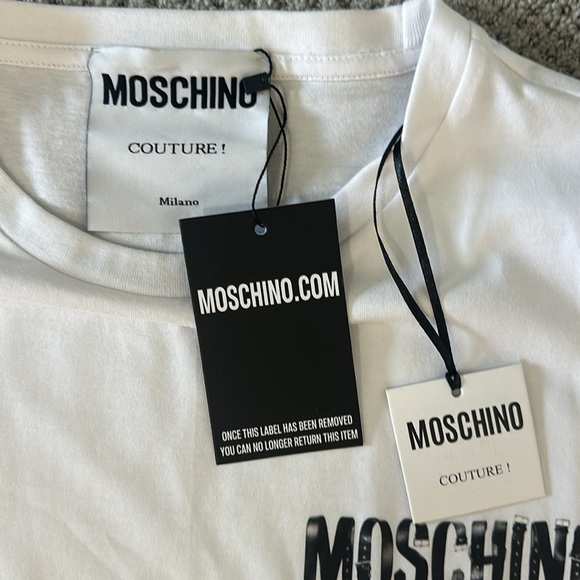 MOSCHINO
COUTURE !
Milano
MOSCHINO.COM
ONCE THIS LABEL HAS BEEN REMOVED
YOU CAN NO LONGER RETURN THIS ITEM
MOSCHINO
COUTURE !
MOSCHINO